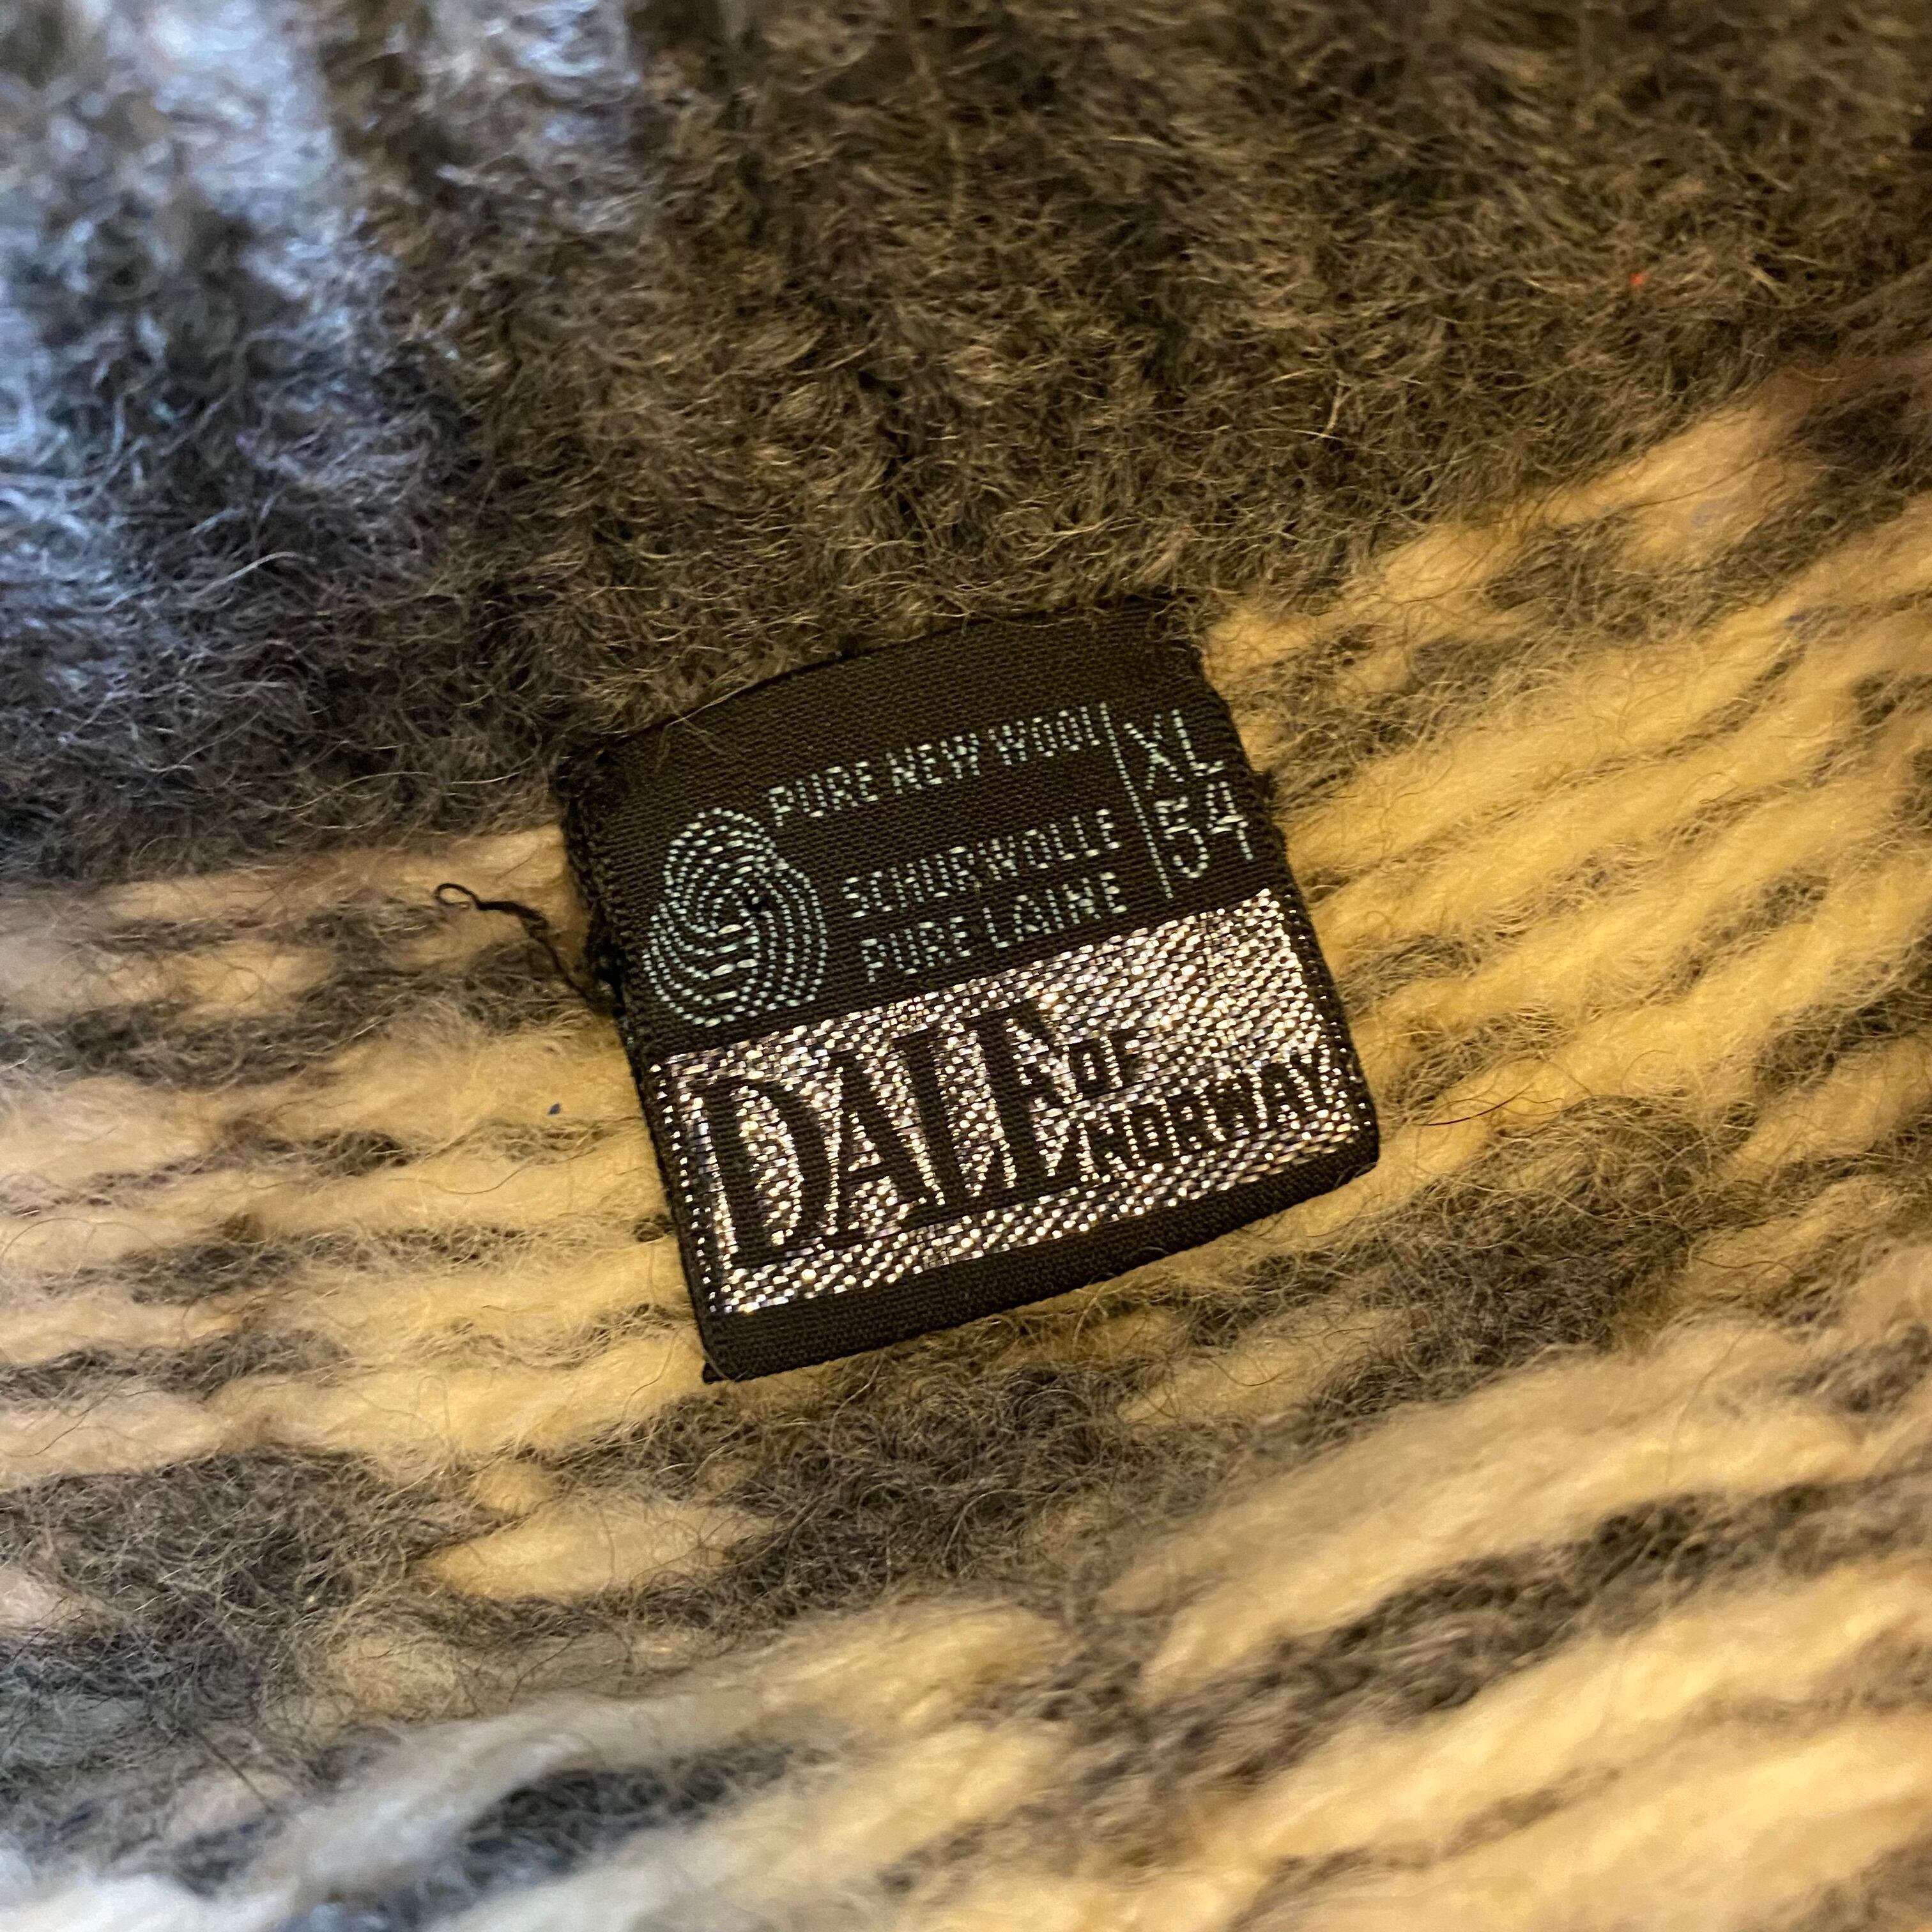 PURE NEW WOOL
SCHURWOLLE
PURE LAINE
XL
54
DALE OF NORWAY